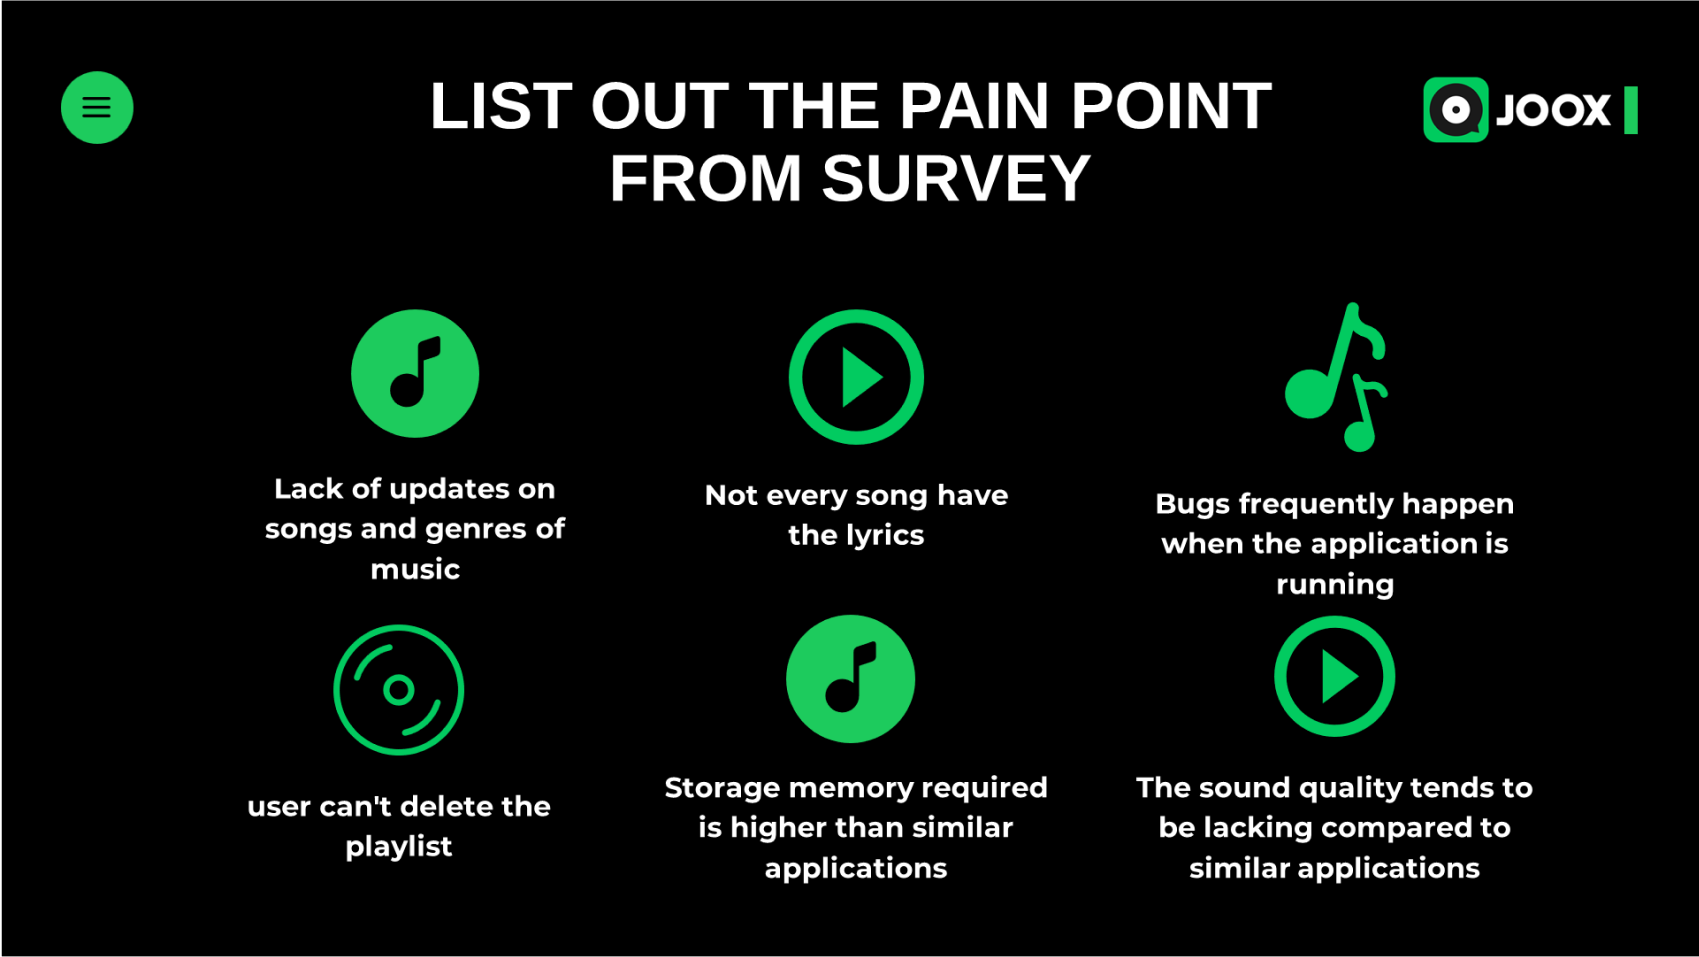 LIST OUT THE PAIN POINT
FROM SURVEY
JOOX
Lack of updates on
songs and genres of
music
Not every song have
the lyrics
Bugs frequently happen
when the application is
running
user can't delete the
playlist
Storage memory required
is higher than similar
applications
The sound quality tends to
be lacking compared to
similar applications